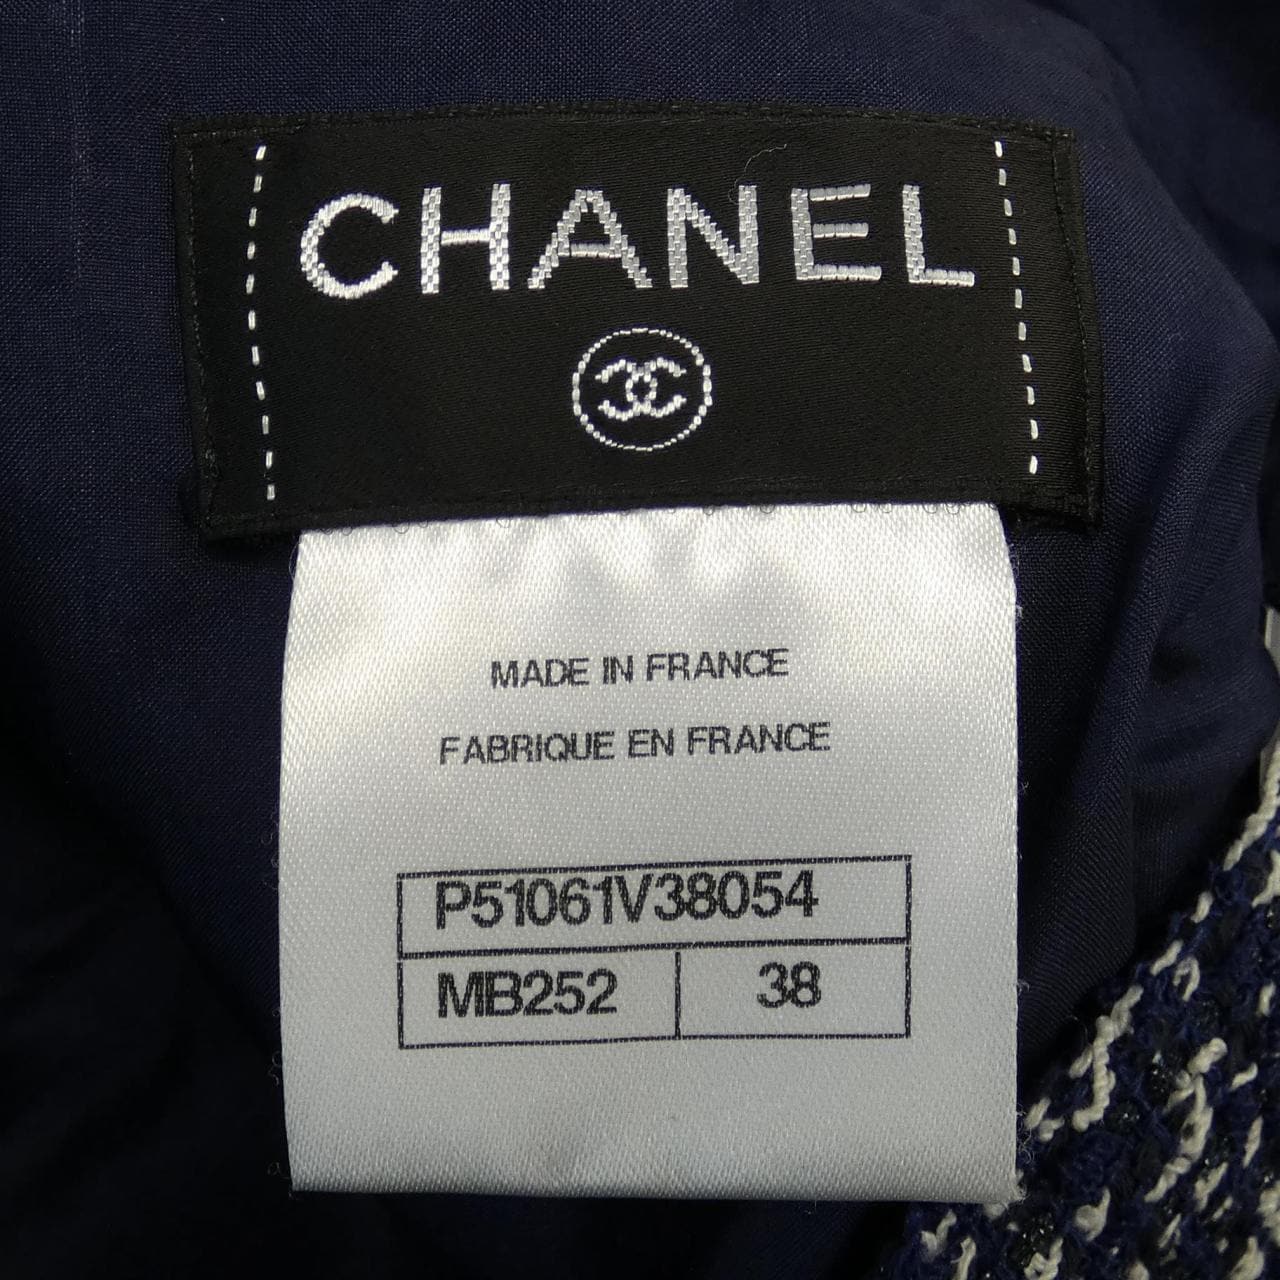 CHANEL
MADE IN FRANCE
FABRIQUE EN FRANCE
P51061V38054
MB252 38